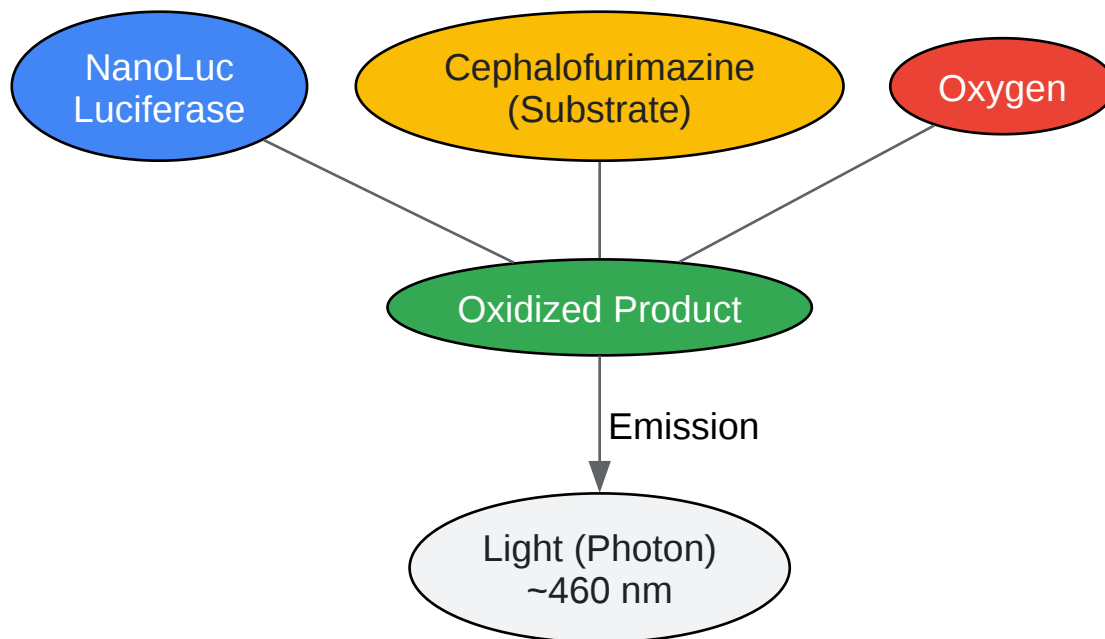 NanoLuc
Luciferase
Cephalofurimazine
(Substrate)
Oxygen
Oxidized Product
Emission
Light (Photon)
~460 nm